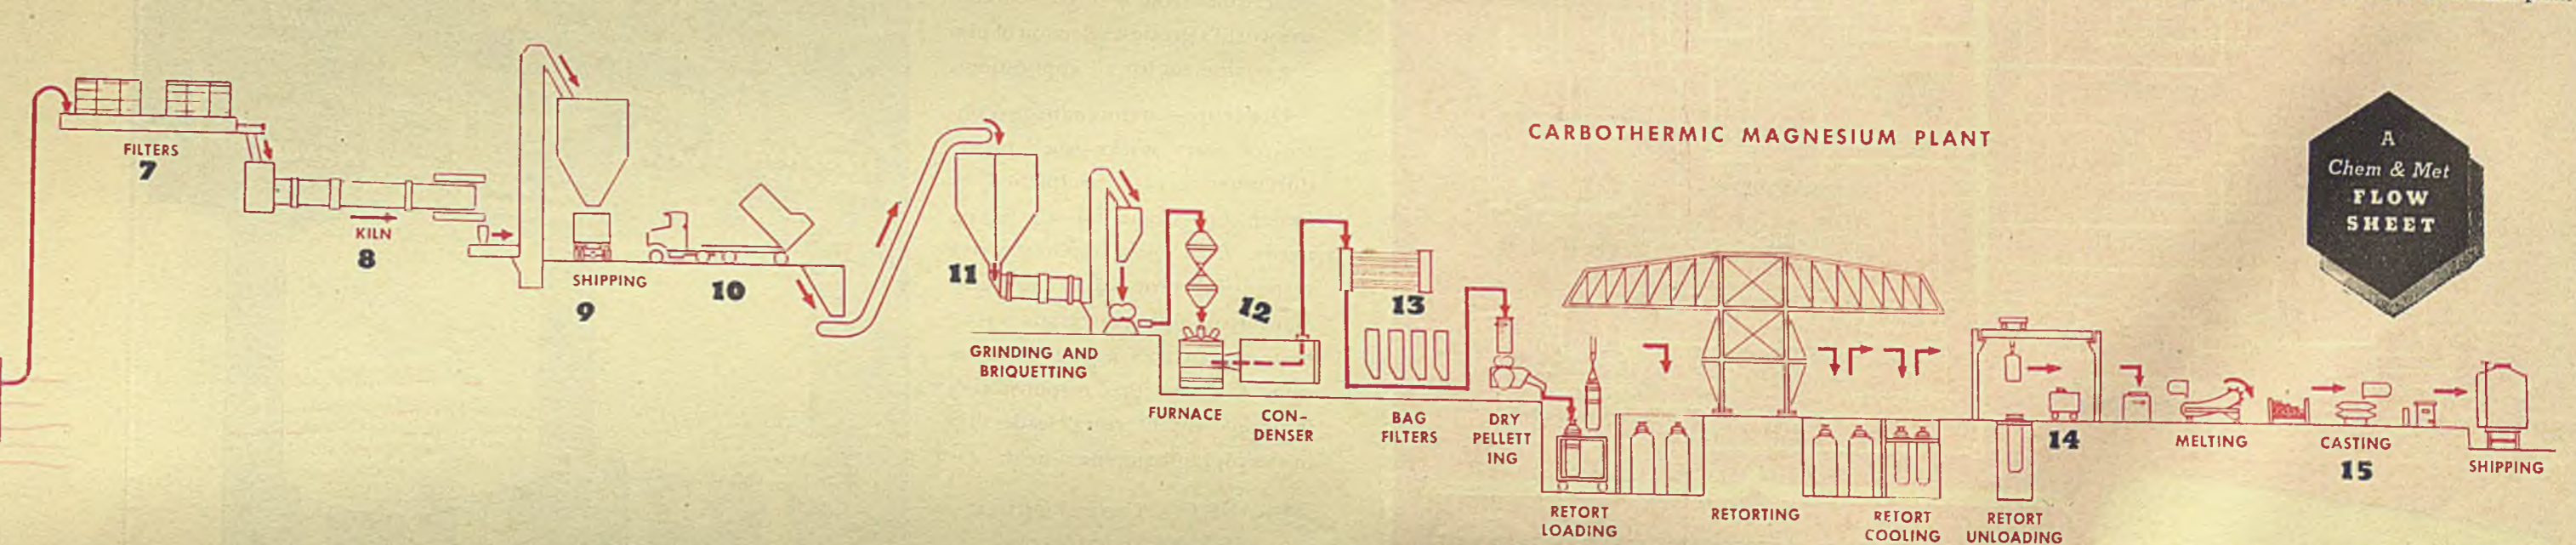 CARBOTHERMIC MAGNESIUM PLANT
A
Chem & Met
FLOW
SHEET
FILTERS
7
KILN
8
SHIPPING
9
10
11
GRINDING AND
BRIQUETTING
12
FURNACE
CON-
DENSER
13
BAG
FILTERS
DRY
PELLETT
ING
RETORT
LOADING
RETORTING
RETORT
COOLING
RETORT
UNLOADING
14
MELTING
CASTING
15
SHIPPING